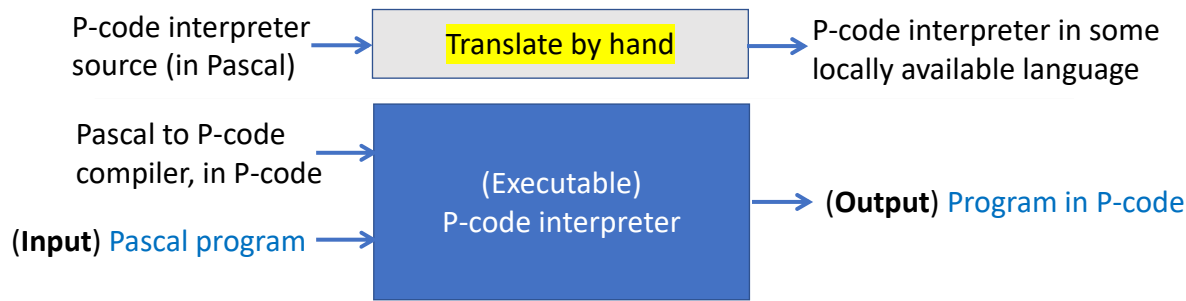 P-code interpreter
source (in Pascal)
Translate by hand
P-code interpreter in some
locally available language
Pascal to P-code
compiler, in P-code
(Input) Pascal program
(Executable)
P-code interpreter
(Output) Program in P-code